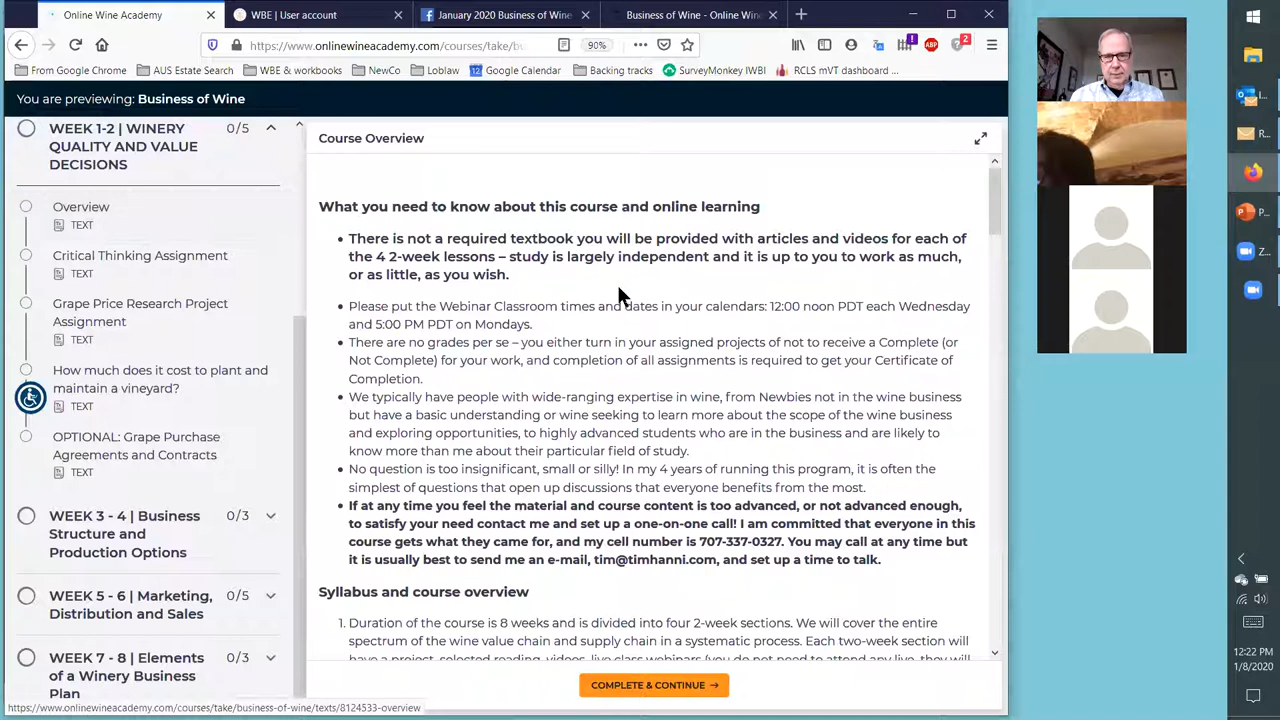 Online Wine Academy
WBE | User account
January 2020 Business of Wine
Business of Wine - Online Win
https://www.onlinewineacademy.com/courses/take/bu
90%
2
From Google Chrome
AUS Estate Search
WBE & workbooks
NewCo
Loblaw
Google Calendar
Backing tracks
SurveyMonkey IWBI
RCLS mVT dashboard ...
You are previewing: Business of Wine
WEEK 1-2 | WINERY
QUALITY AND VALUE
DECISIONS
0/5
Overview
TEXT
Critical Thinking Assignment
TEXT
Grape Price Research Project
Assignment
TEXT
How much does it cost to plant and
maintain a vineyard?
TEXT
OPTIONAL: Grape Purchase
Agreements and Contracts
TEXT
WEEK 3 - 4 | Business
Structure and
Production Options
0/3
WEEK 5 - 6 | Marketing,
Distribution and Sales
0/5
WEEK 7 - 8 | Elements
of a Winery Business
Plan
0/3
https://www.onlinewineacademy.com/courses/take/business-of-wine/texts/8124533-overview
Course Overview
What you need to know about this course and online learning
• There is not a required textbook you will be provided with articles and videos for each of
the 4 2-week lessons – study is largely independent and it is up to you to work as much,
or as little, as you wish.
• Please put the Webinar Classroom times and dates in your calendars: 12:00 noon PDT each Wednesday
and 5:00 PM PDT on Mondays.
• There are no grades per se – you either turn in your assigned projects of not to receive a Complete (or
Not Complete) for your work, and completion of all assignments is required to get your Certificate of
Completion.
• We typically have people with wide-ranging expertise in wine, from Newbies not in the wine business
but have a basic understanding or wine seeking to learn more about the scope of the wine business
and exploring opportunities, to highly advanced students who are in the business and are likely to
know more than me about their particular field of study.
• No question is too insignificant, small or silly! In my 4 years of running this program, it is often the
simplest of questions that open up discussions that everyone benefits from the most.
• If at any time you feel the material and course content is too advanced, or not advanced enough,
to satisfy your need contact me and set up a one-on-one call! I am committed that everyone in this
course gets what they came for, and my cell number is 707-337-0327. You may call at any time but
it is usually best to send me an e-mail, tim@timhanni.com, and set up a time to talk.
Syllabus and course overview
1. Duration of the course is 8 weeks and is divided into four 2-week sections. We will cover the entire
spectrum of the wine value chain and supply chain in a systematic process. Each two-week section will
have a project, selected reading, videos, live class webinars (you do not need to attend any live, they will
COMPLETE & CONTINUE →
12:22 PM
1/8/2020